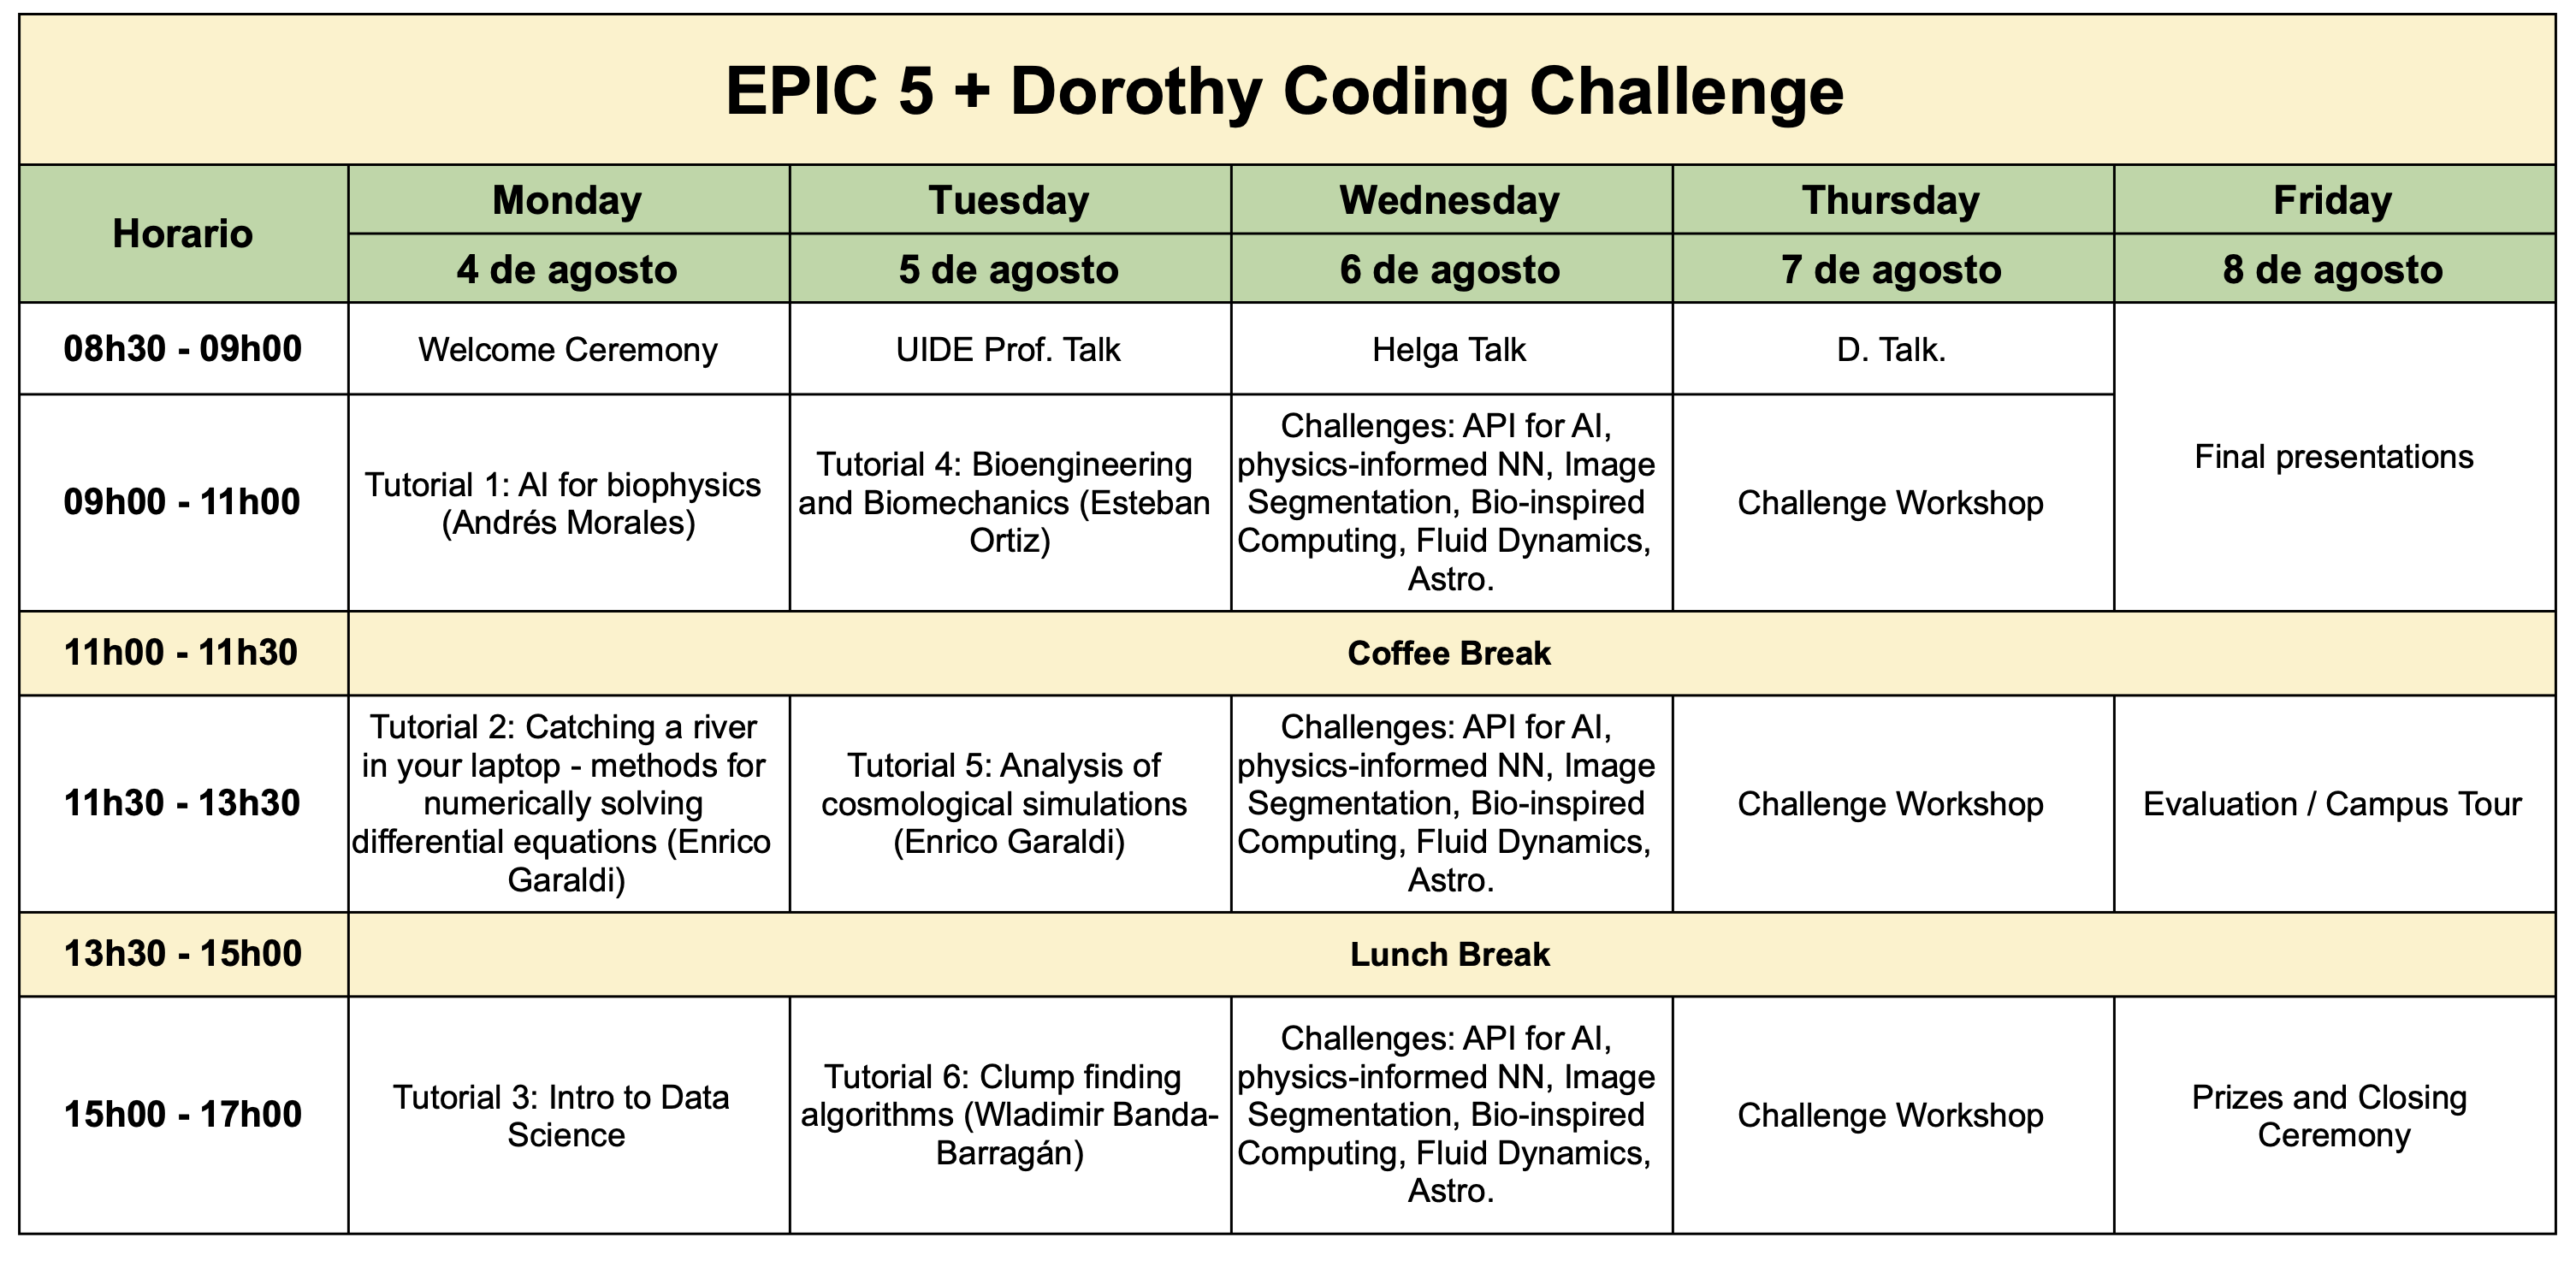 EPIC 5 + Dorothy Coding Challenge
Horario
Monday
Tuesday
Wednesday
Thursday
Friday
4 de agosto
5 de agosto
6 de agosto
7 de agosto
8 de agosto
08h30 - 09h00
Welcome Ceremony
UIDE Prof. Talk
Helga Talk
D. Talk.
Final presentations
09h00 - 11h00
Tutorial 1: AI for biophysics
(Andrés Morales)
Tutorial 4: Bioengineering
and Biomechanics (Esteban
Ortiz)
Challenges: API for AI,
physics-informed NN, Image
Segmentation, Bio-inspired
Computing, Fluid Dynamics,
Astro.
Challenge Workshop
11h00 - 11h30
Coffee Break
11h30 - 13h30
Tutorial 2: Catching a river
in your laptop - methods for
numerically solving
differential equations (Enrico
Garaldi)
Tutorial 5: Analysis of
cosmological simulations
(Enrico Garaldi)
Challenges: API for AI,
physics-informed NN, Image
Segmentation, Bio-inspired
Computing, Fluid Dynamics,
Astro.
Challenge Workshop
Evaluation / Campus Tour
13h30 - 15h00
Lunch Break
15h00 - 17h00
Tutorial 3: Intro to Data
Science
Tutorial 6: Clump finding
algorithms (Wladimir Banda-
Barragán)
Challenges: API for AI,
physics-informed NN, Image
Segmentation, Bio-inspired
Computing, Fluid Dynamics,
Astro.
Challenge Workshop
Prizes and Closing
Ceremony